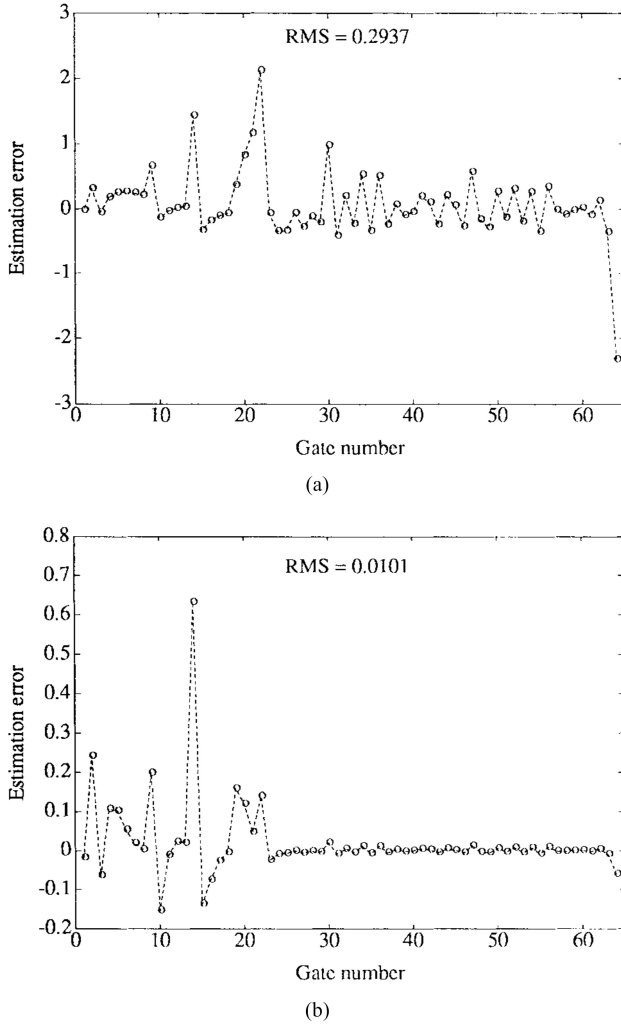 3
RMS = 0.2937
2
1
0
-1
-2
-3
Estimation error
0 10 20 30 40 50 60
Gate number
(a)
0.8
RMS = 0.0101
0.7
0.6
0.5
0.4
0.3
0.2
0.1
0
-0.1
-0.2
Estimation error
0 10 20 30 40 50 60
Gate number
(b)